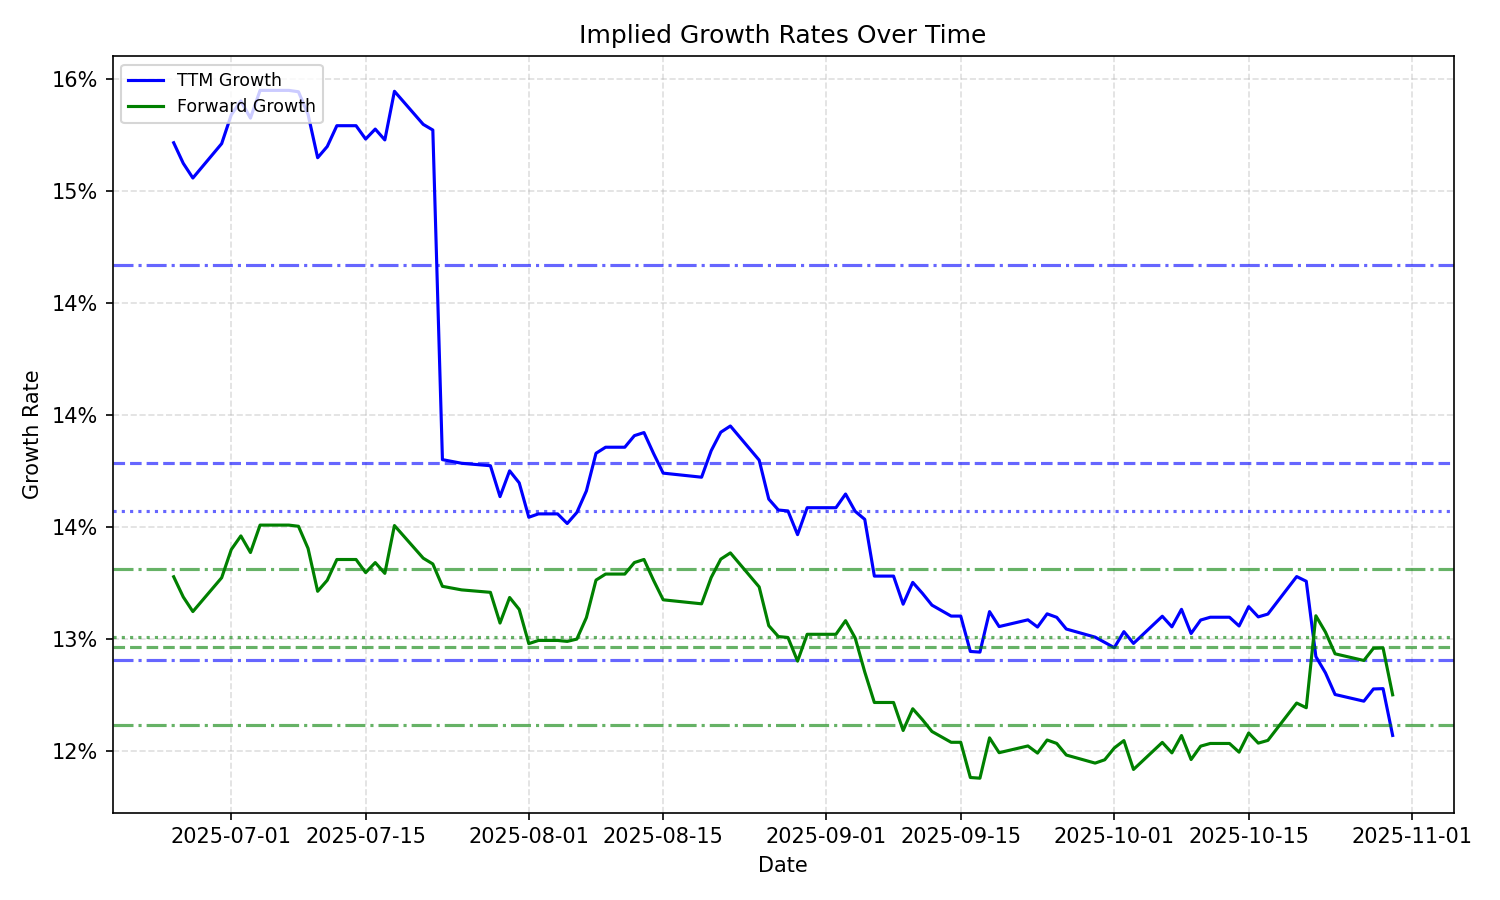 Implied Growth Rates Over Time
TTM Growth
Forward Growth
16%
15%
14%
14%
14%
13%
12%
Growth Rate
2025-07-01 2025-07-15 2025-08-01 2025-08-15 2025-09-01 2025-09-15 2025-10-01 2025-10-15 2025-11-01
Date